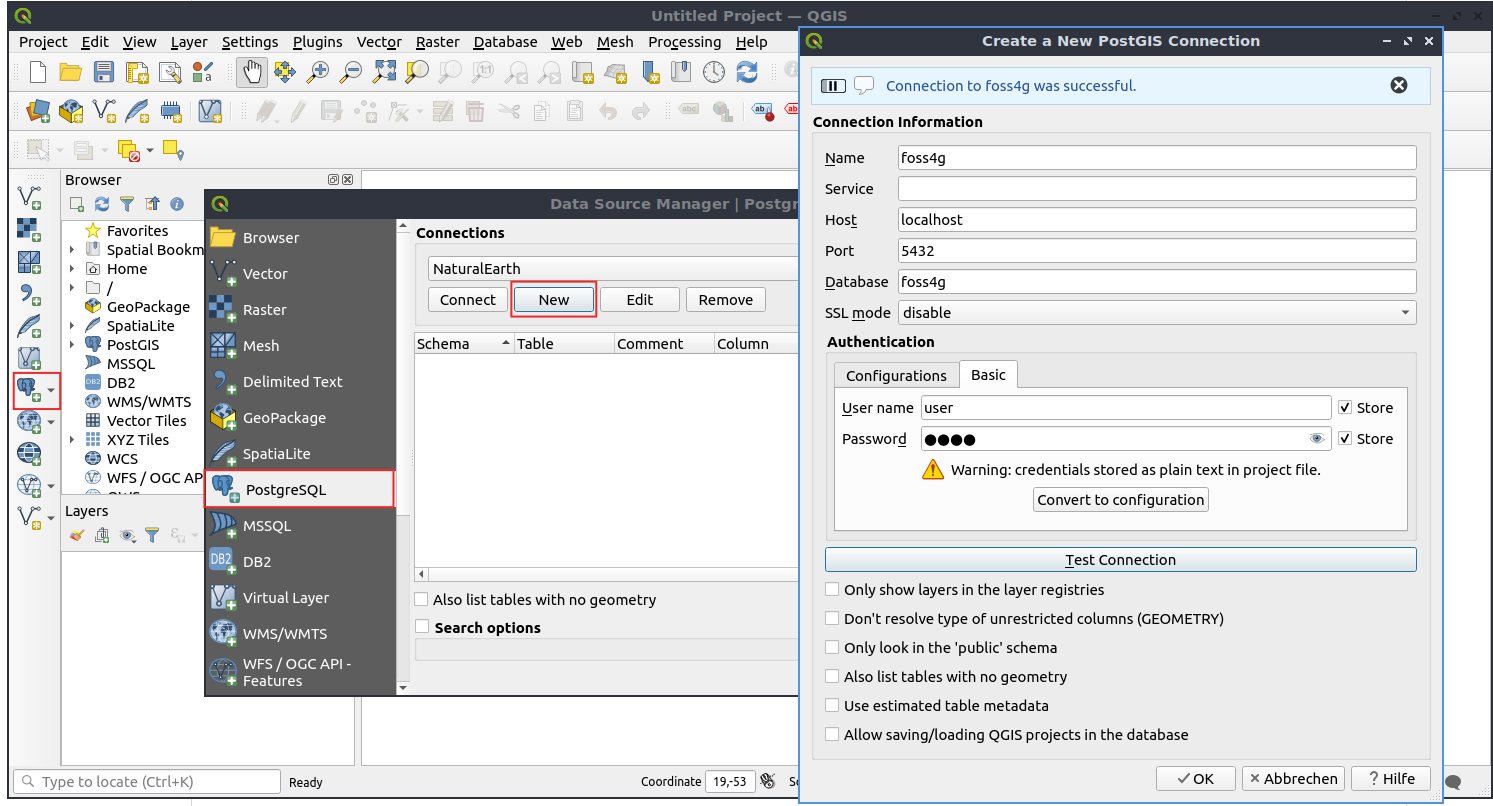 Untitled Project — QGIS
Project Edit View Layer Settings Plugins Vector Raster Database Web Mesh Processing Help
abc
ab
Browser
Favorites
Spatial Bookm
Home
/
GeoPackage
SpatiaLite
PostGIS
MSSQL
DB2 DB2
WMS/WMTS
Vector Tiles
XYZ Tiles
WCS
WFS / OGC AP
Layers
Type to locate (Ctrl+K)
Ready
Coordinate 19,-53
Data Source Manager | Postgr
Browser
Vector
Raster
Mesh
Delimited Text
GeoPackage
SpatiaLite
PostgreSQL
MSSQL
DB2 DB2
Virtual Layer
WMS/WMTS
WFS / OGC API -
Features
Connections
NaturalEarth
Connect New Edit Remove
Schema Table Comment Column
Also list tables with no geometry
Search options
Create a New PostGIS Connection
Connection to foss4g was successful.
Connection Information
Name foss4g
Service
Host localhost
Port 5432
Database foss4g
SSL mode disable
Authentication
Configurations Basic
User name user Store
Password ●●●● Store
Warning: credentials stored as plain text in project file.
Convert to configuration
Test Connection
Only show layers in the layer registries
Don't resolve type of unrestricted columns (GEOMETRY)
Only look in the 'public' schema
Also list tables with no geometry
Use estimated table metadata
Allow saving/loading QGIS projects in the database
OK Abbrechen ? Hilfe